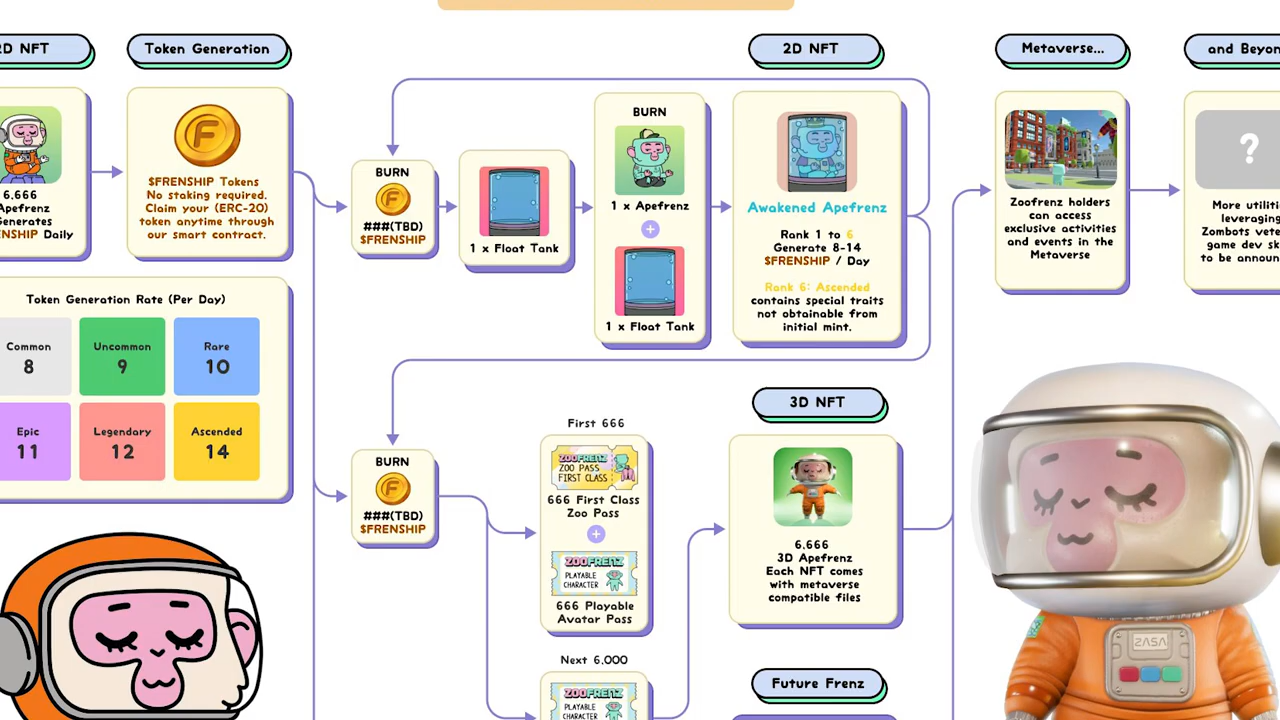 2D NFT
Token Generation
2D NFT
Metaverse...
and Beyon
6,666
Apefrenz
Generates
ENSHIP Daily
F
$FRENSHIP Tokens
No staking required.
Claim your (ERC-20)
token anytime through
our smart contract.
BURN
F
###(TBD)
$FRENSHIP
1 x Float Tank
BURN
1 x Apefrenz
+
1 x Float Tank
Awakened Apefrenz
Rank 1 to 6
Generate 8-14
$FRENSHIP / Day
Rank 6: Ascended
contains special traits
not obtainable from
initial mint.
Zoofrenz holders
can access
exclusive activities
and events in the
Metaverse
?
More utiliti
leveraging
Zombots vete
game dev sk
to be announ
Token Generation Rate (Per Day)
Common
8
Uncommon
9
Rare
10
Epic
11
Legendary
12
Ascended
14
BURN
F
###(TBD)
$FRENSHIP
First 666
ZOOFRENZ
ZOO PASS
FIRST CLASS
666 First Class
Zoo Pass
+
ZOOFRENZ
PLAYABLE
CHARACTER
666 Playable
Avatar Pass
Next 6,000
ZOOFRENZ
PLAYABLE
CHARACTER
3D NFT
6,666
3D Apefrenz
Each NFT comes
with metaverse
compatible files
Future Frenz
ZASA